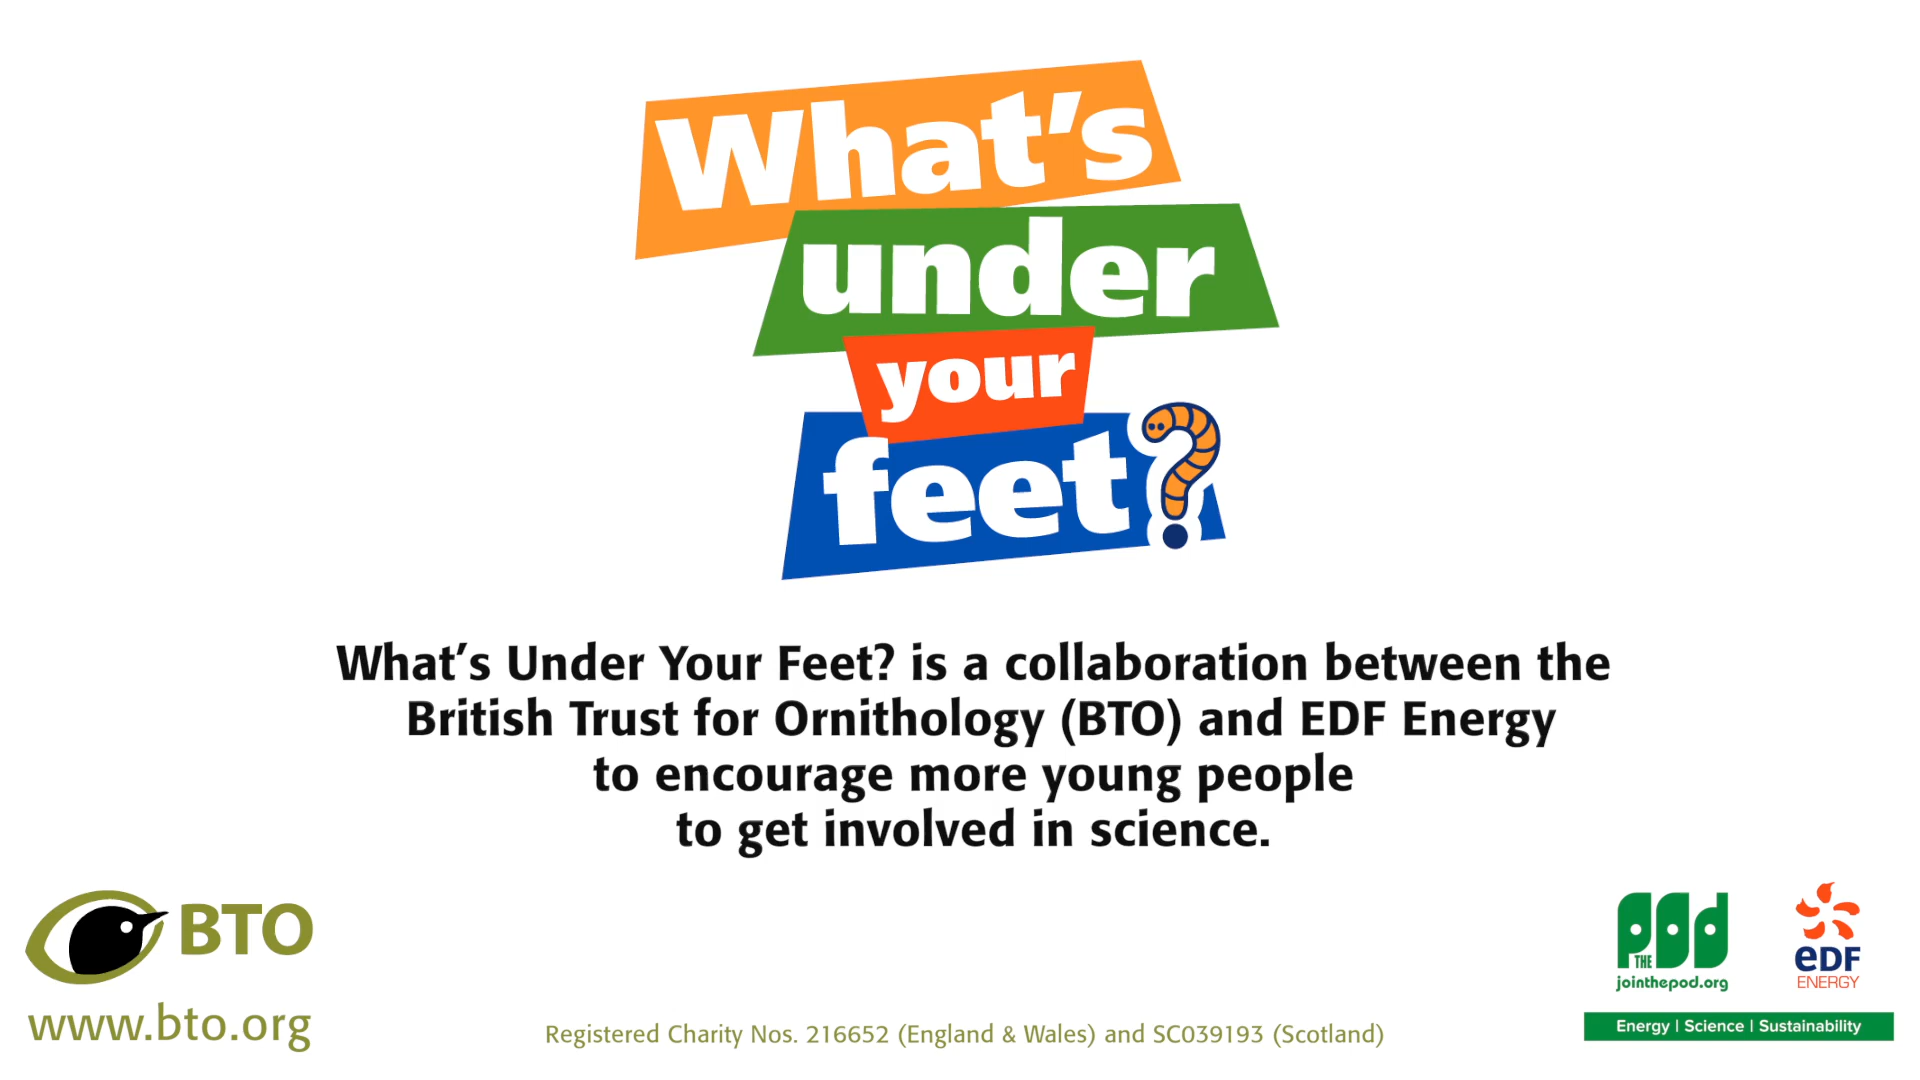 What's
under
your
feet?
What's Under Your Feet? is a collaboration between the
British Trust for Ornithology (BTO) and EDF Energy
to encourage more young people
to get involved in science.
BTO
www.bto.org
Registered Charity Nos. 216652 (England & Wales) and SC039193 (Scotland)
THE pod
jointhepod.org
eDF
ENERGY
Energy | Science | Sustainability